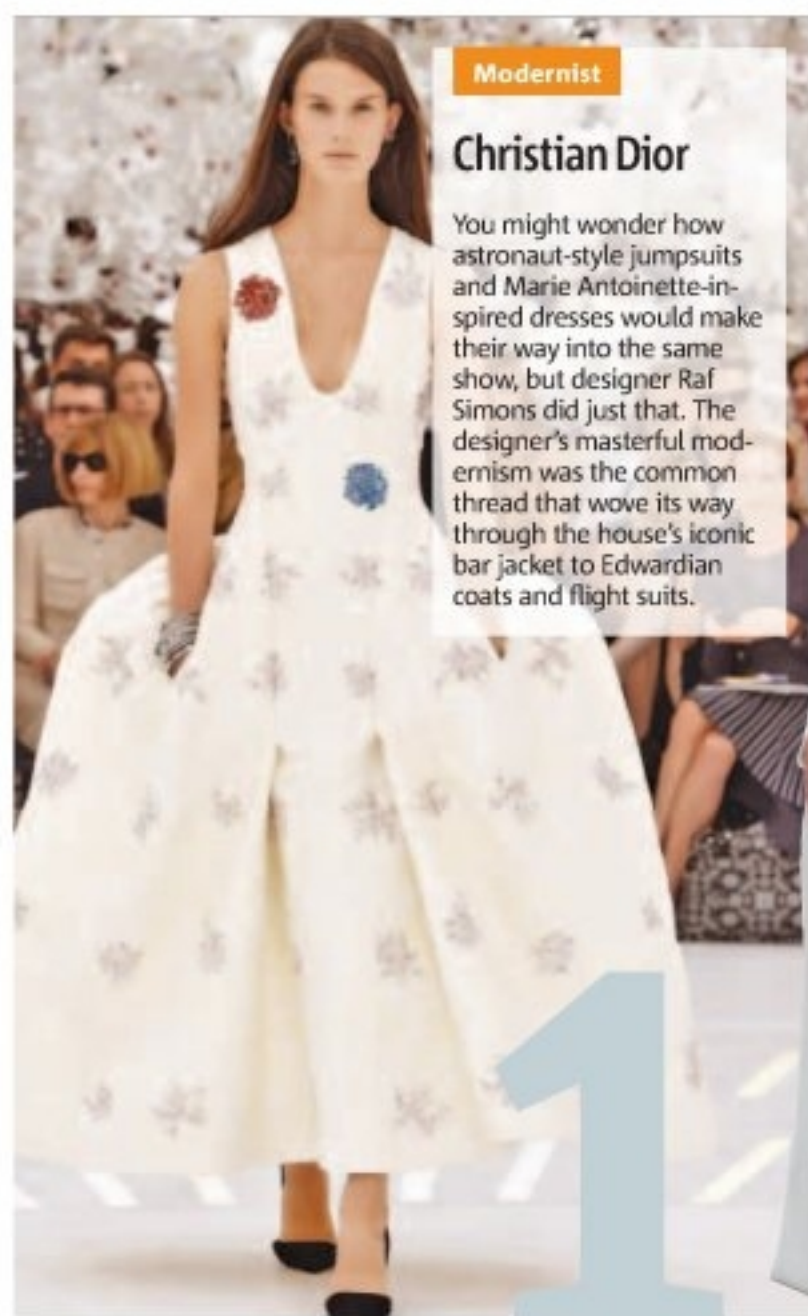 Modernist
Christian Dior
You might wonder how
astronaut-style jumpsuits
and Marie Antoinette-in-
spired dresses would make
their way into the same
show, but designer Raf
Simons did just that. The
designer's masterful mod-
ernism was the common
thread that wove its way
through the house's iconic
bar jacket to Edwardian
coats and flight suits.
1